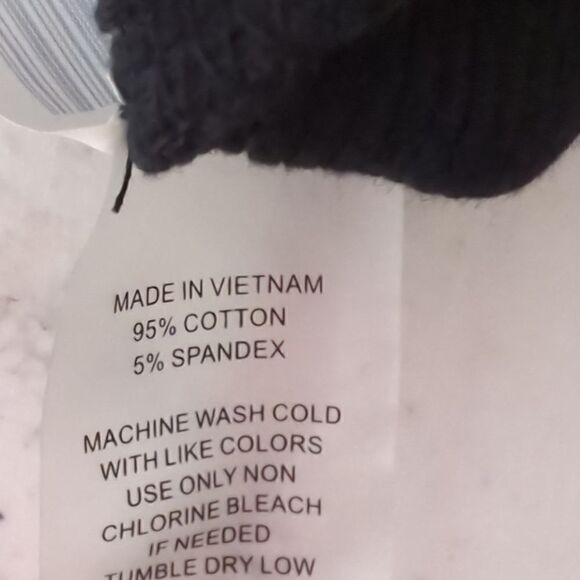 MADE IN VIETNAM
95% COTTON
5% SPANDEX
MACHINE WASH COLD
WITH LIKE COLORS
USE ONLY NON
CHLORINE BLEACH
IF NEEDED
TUMBLE DRY LOW